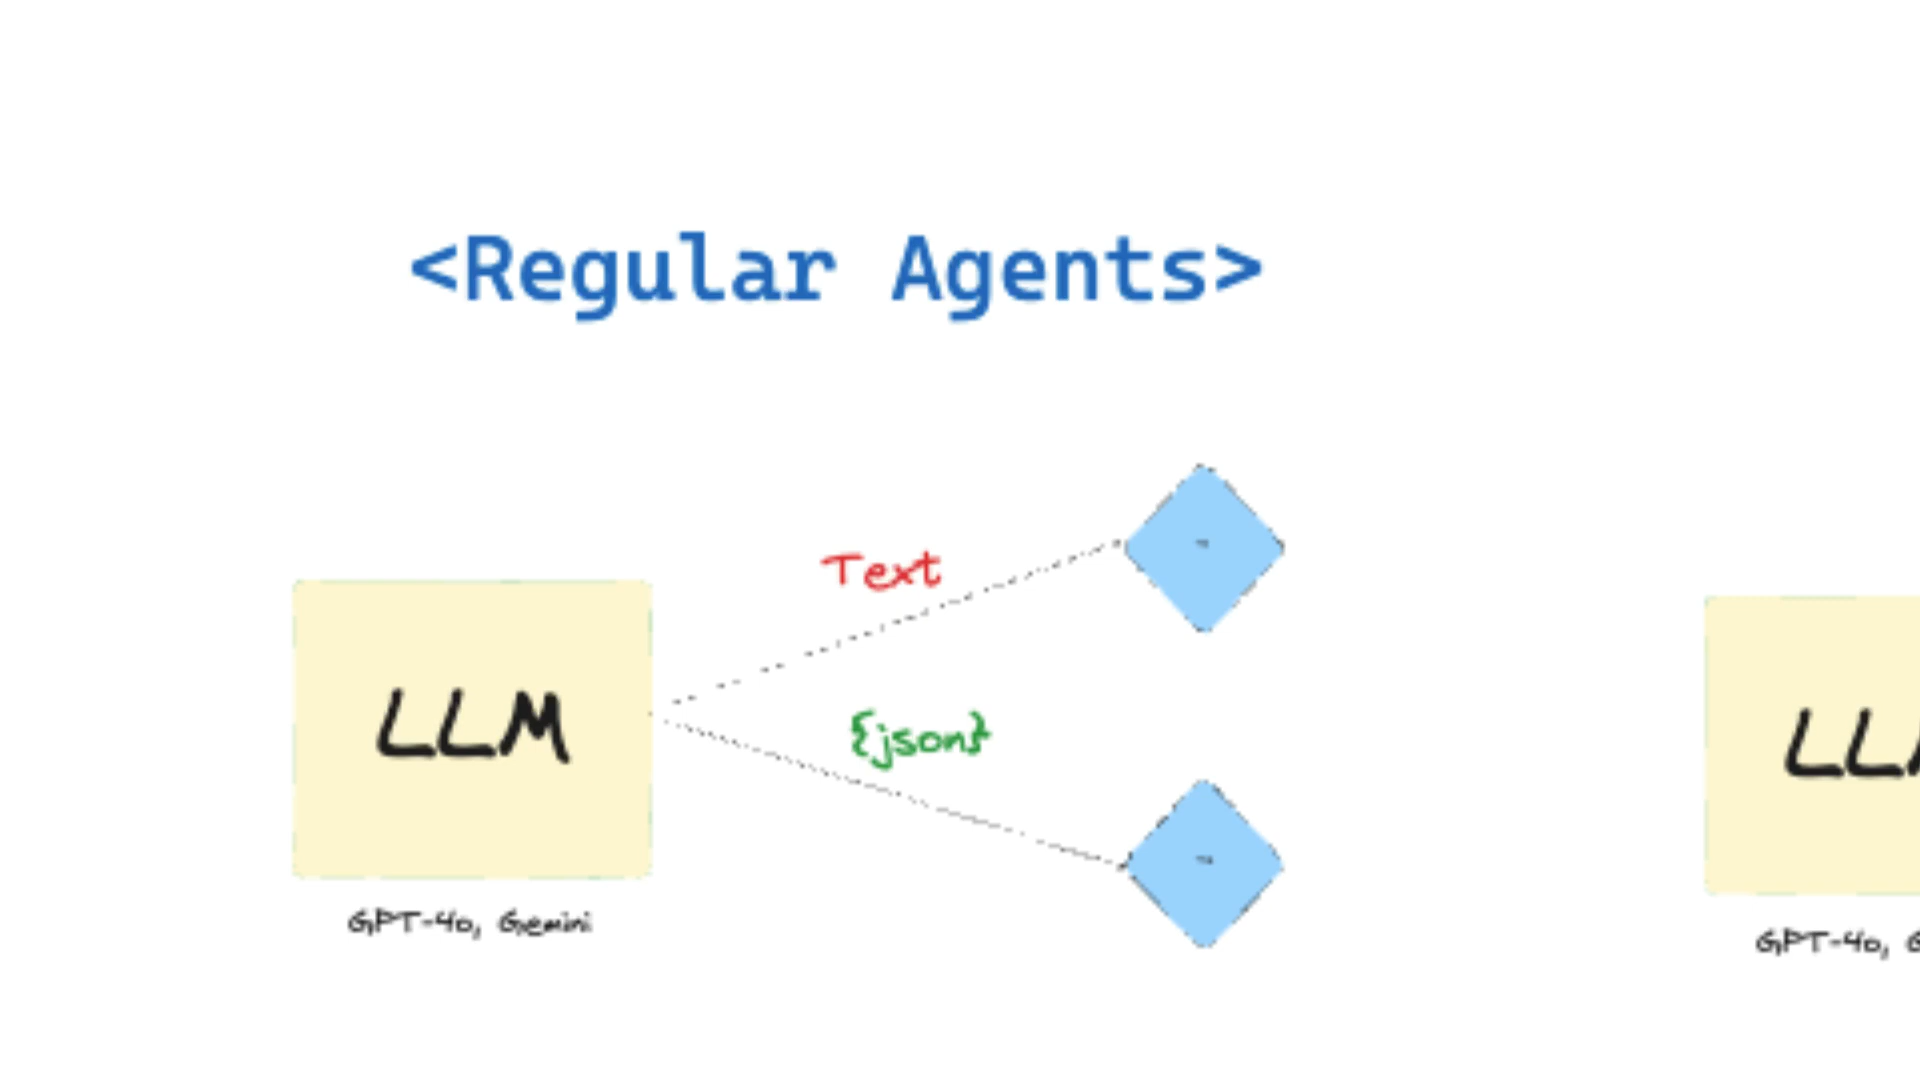 <Regular Agents>
Text
{json}
LLM
GPT-4o, Gemini
LL
GPT-4o,